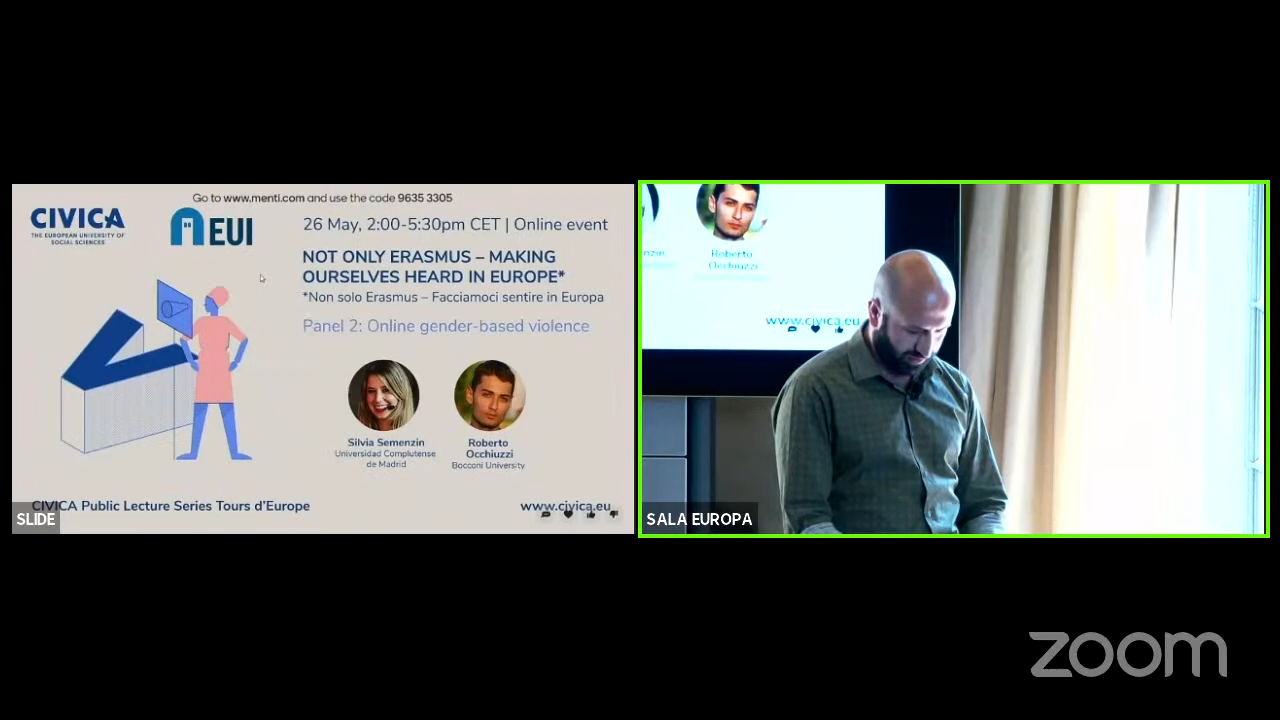 Go to www.menti.com and use the code 9635 3305
CIVICA
THE EUROPEAN UNIVERSITY OF
SOCIAL SCIENCES
EUI
26 May, 2:00-5:30pm CET | Online event
NOT ONLY ERASMUS – MAKING
OURSELVES HEARD IN EUROPE*
*Non solo Erasmus – Facciamoci sentire in Europa
Panel 2: Online gender-based violence
Silvia Semenzin
Universidad Complutense
de Madrid
Roberto
Occhiuzzi
Bocconi University
CIVICA Public Lecture Series Tours d'Europe
www.civica.eu
SLIDE
nzin
Roberto
Occhiuzzi
www.civica.eu
SALA EUROPA
zoom